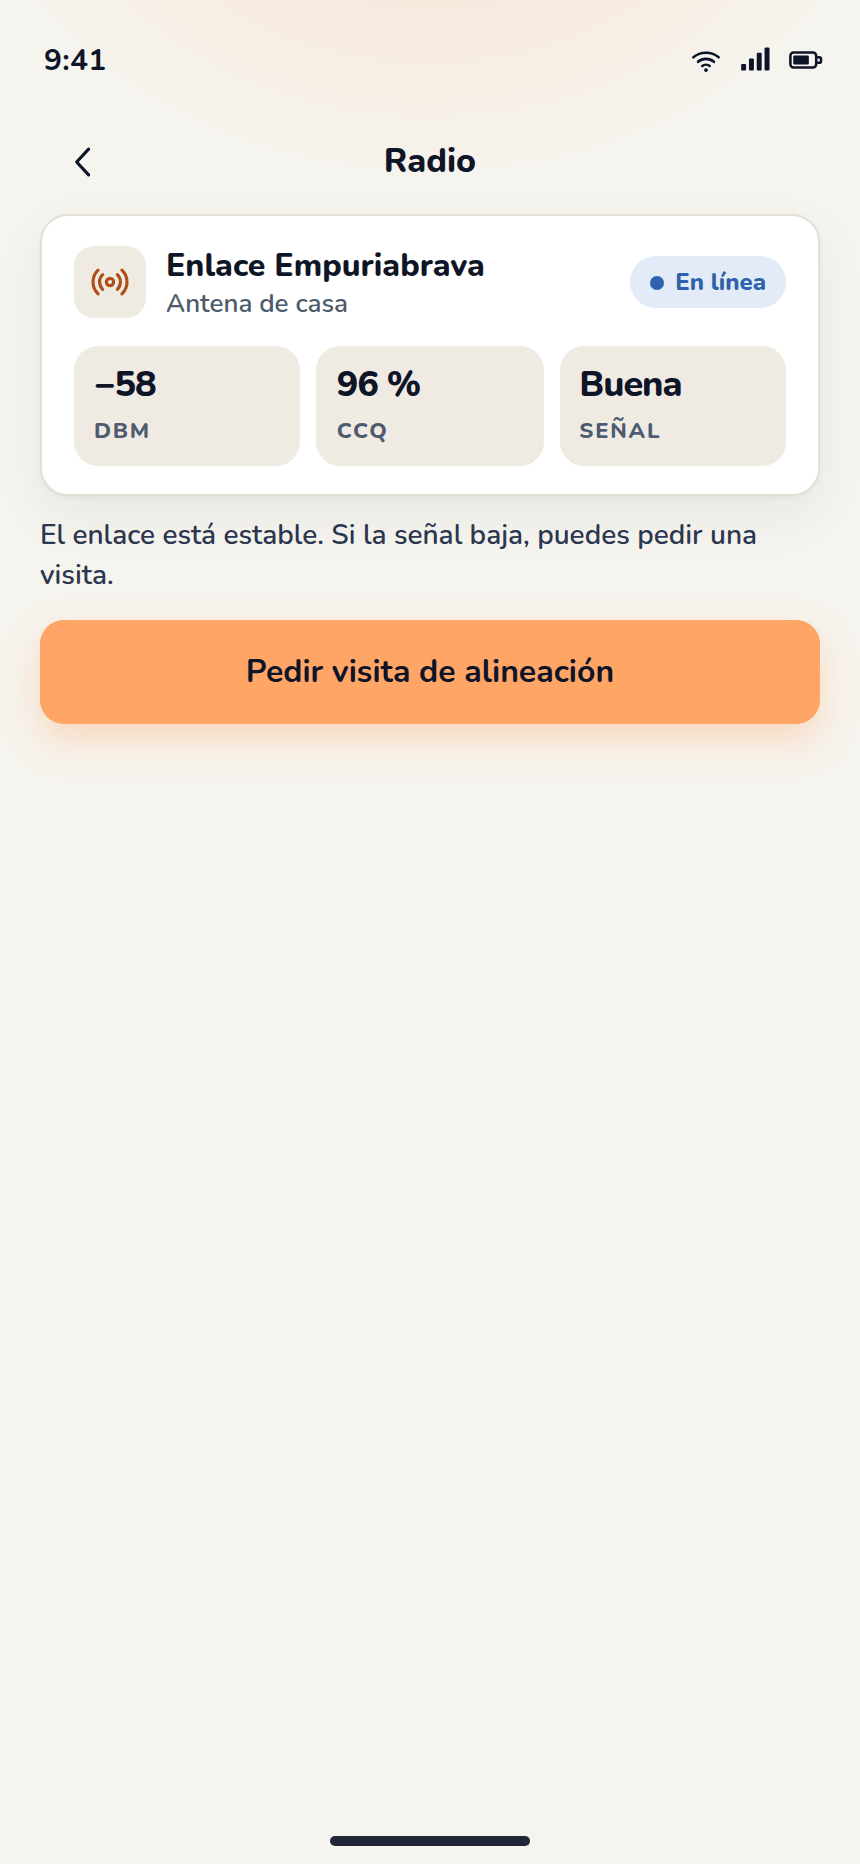 9:41
Radio
Enlace Empuriabrava
Antena de casa
En línea
−58
DBM
96 %
CCQ
Buena
SEÑAL
El enlace está estable. Si la señal baja, puedes pedir una
visita.
Pedir visita de alineación